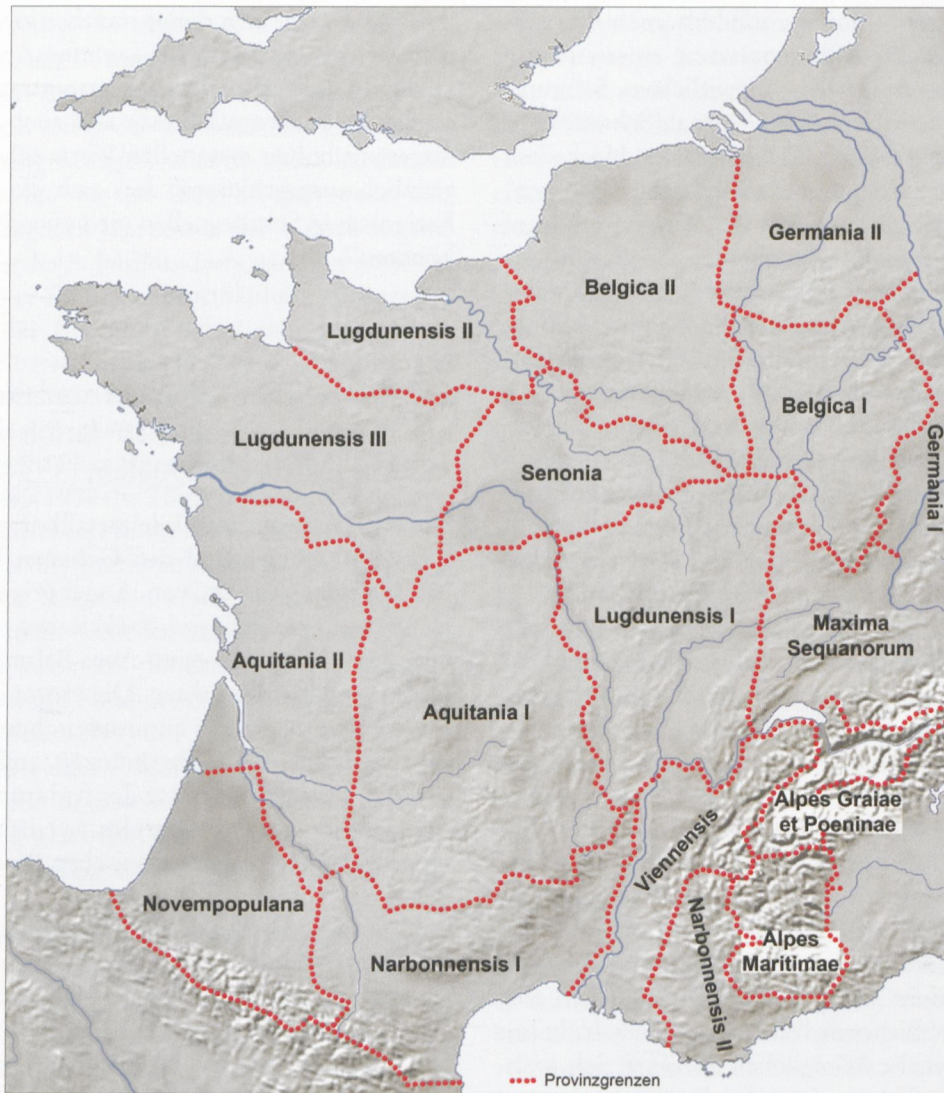 Germania II
Belgica II
Lugdunensis II
Belgica I
Lugdunensis III
Senonia
Germania I
Lugdunensis I
Maxima
Sequanorum
Aquitania II
Aquitania I
Alpes Graiae
et Poeninae
Viennensis
Novempopulana
Narbonnensis I
Narbonnensis II
Alpes
Maritimae
Provinzgrenzen